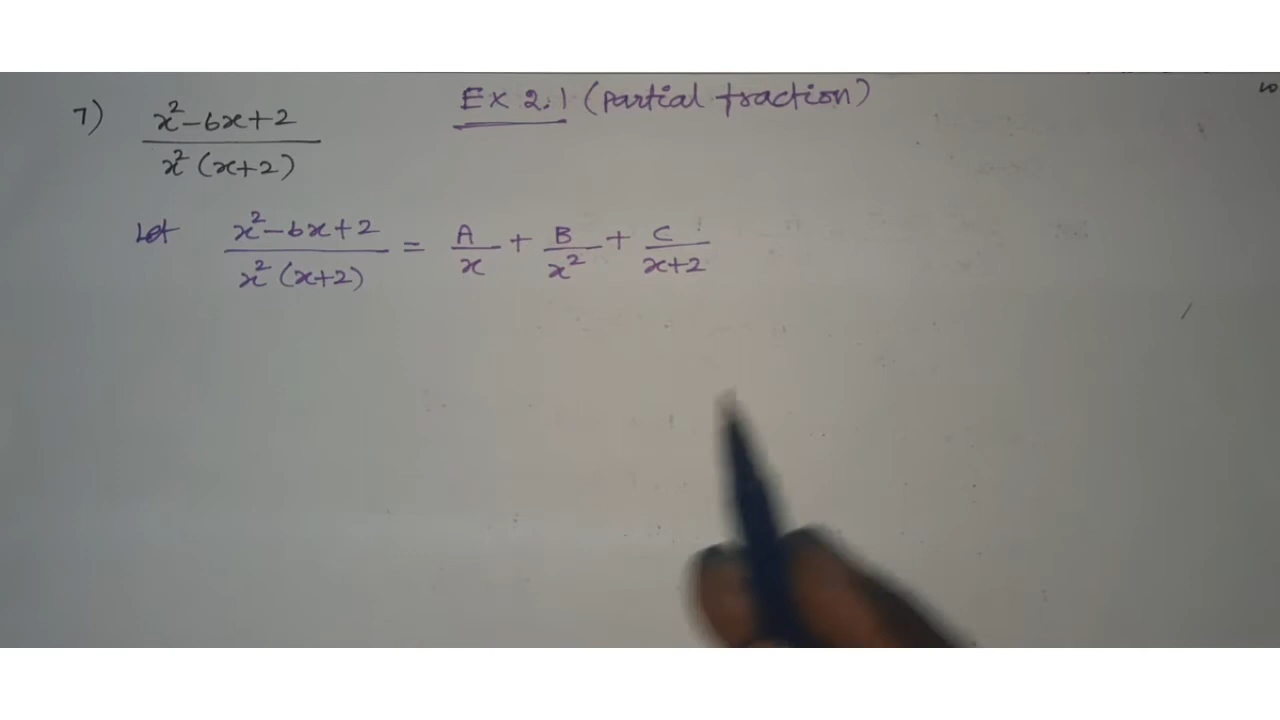 Ex 2.1 (Partial fraction)
7) x²-6x+2 / x²(x+2)
Let x²-6x+2 / x²(x+2) = A/x + B/x² + C/x+2